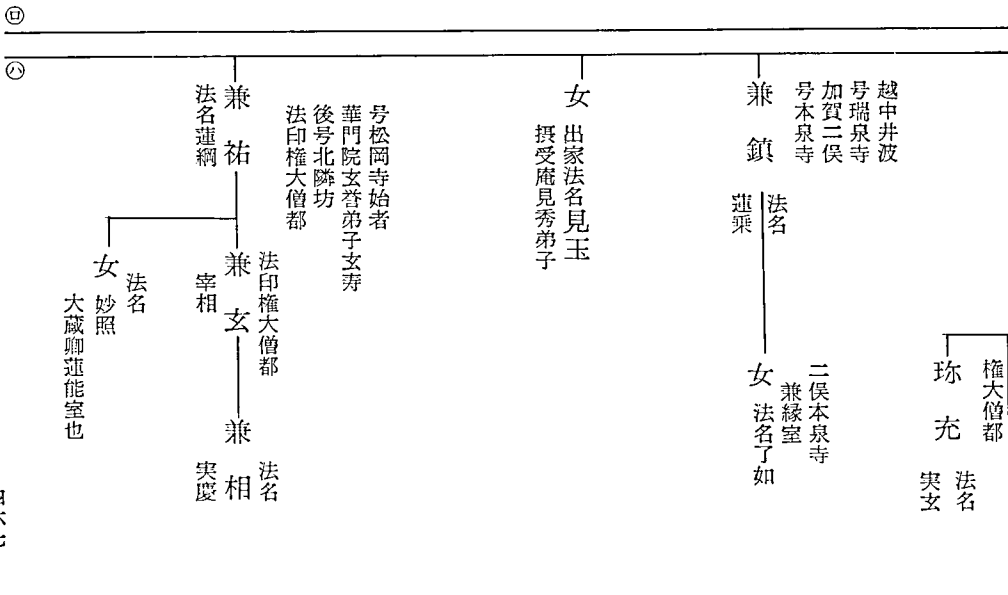 ㋺
㋩
権大僧都
珎充
法名
実玄
越中井波
号瑞泉寺
加賀二俣
号本泉寺
兼鎮
法名
蓮乗
二俣本泉寺
兼縁室
女
法名了如
女
出家法名見玉
摂受庵見秀弟子
号松岡寺始者
華門院玄誉弟子玄寿
後号北隣坊
法印権大僧都
兼祐
法名蓮綱
法印権大僧都
兼玄
宰相
兼相
法名
実慶
女
法名
妙照
大蔵卿蓮能室也